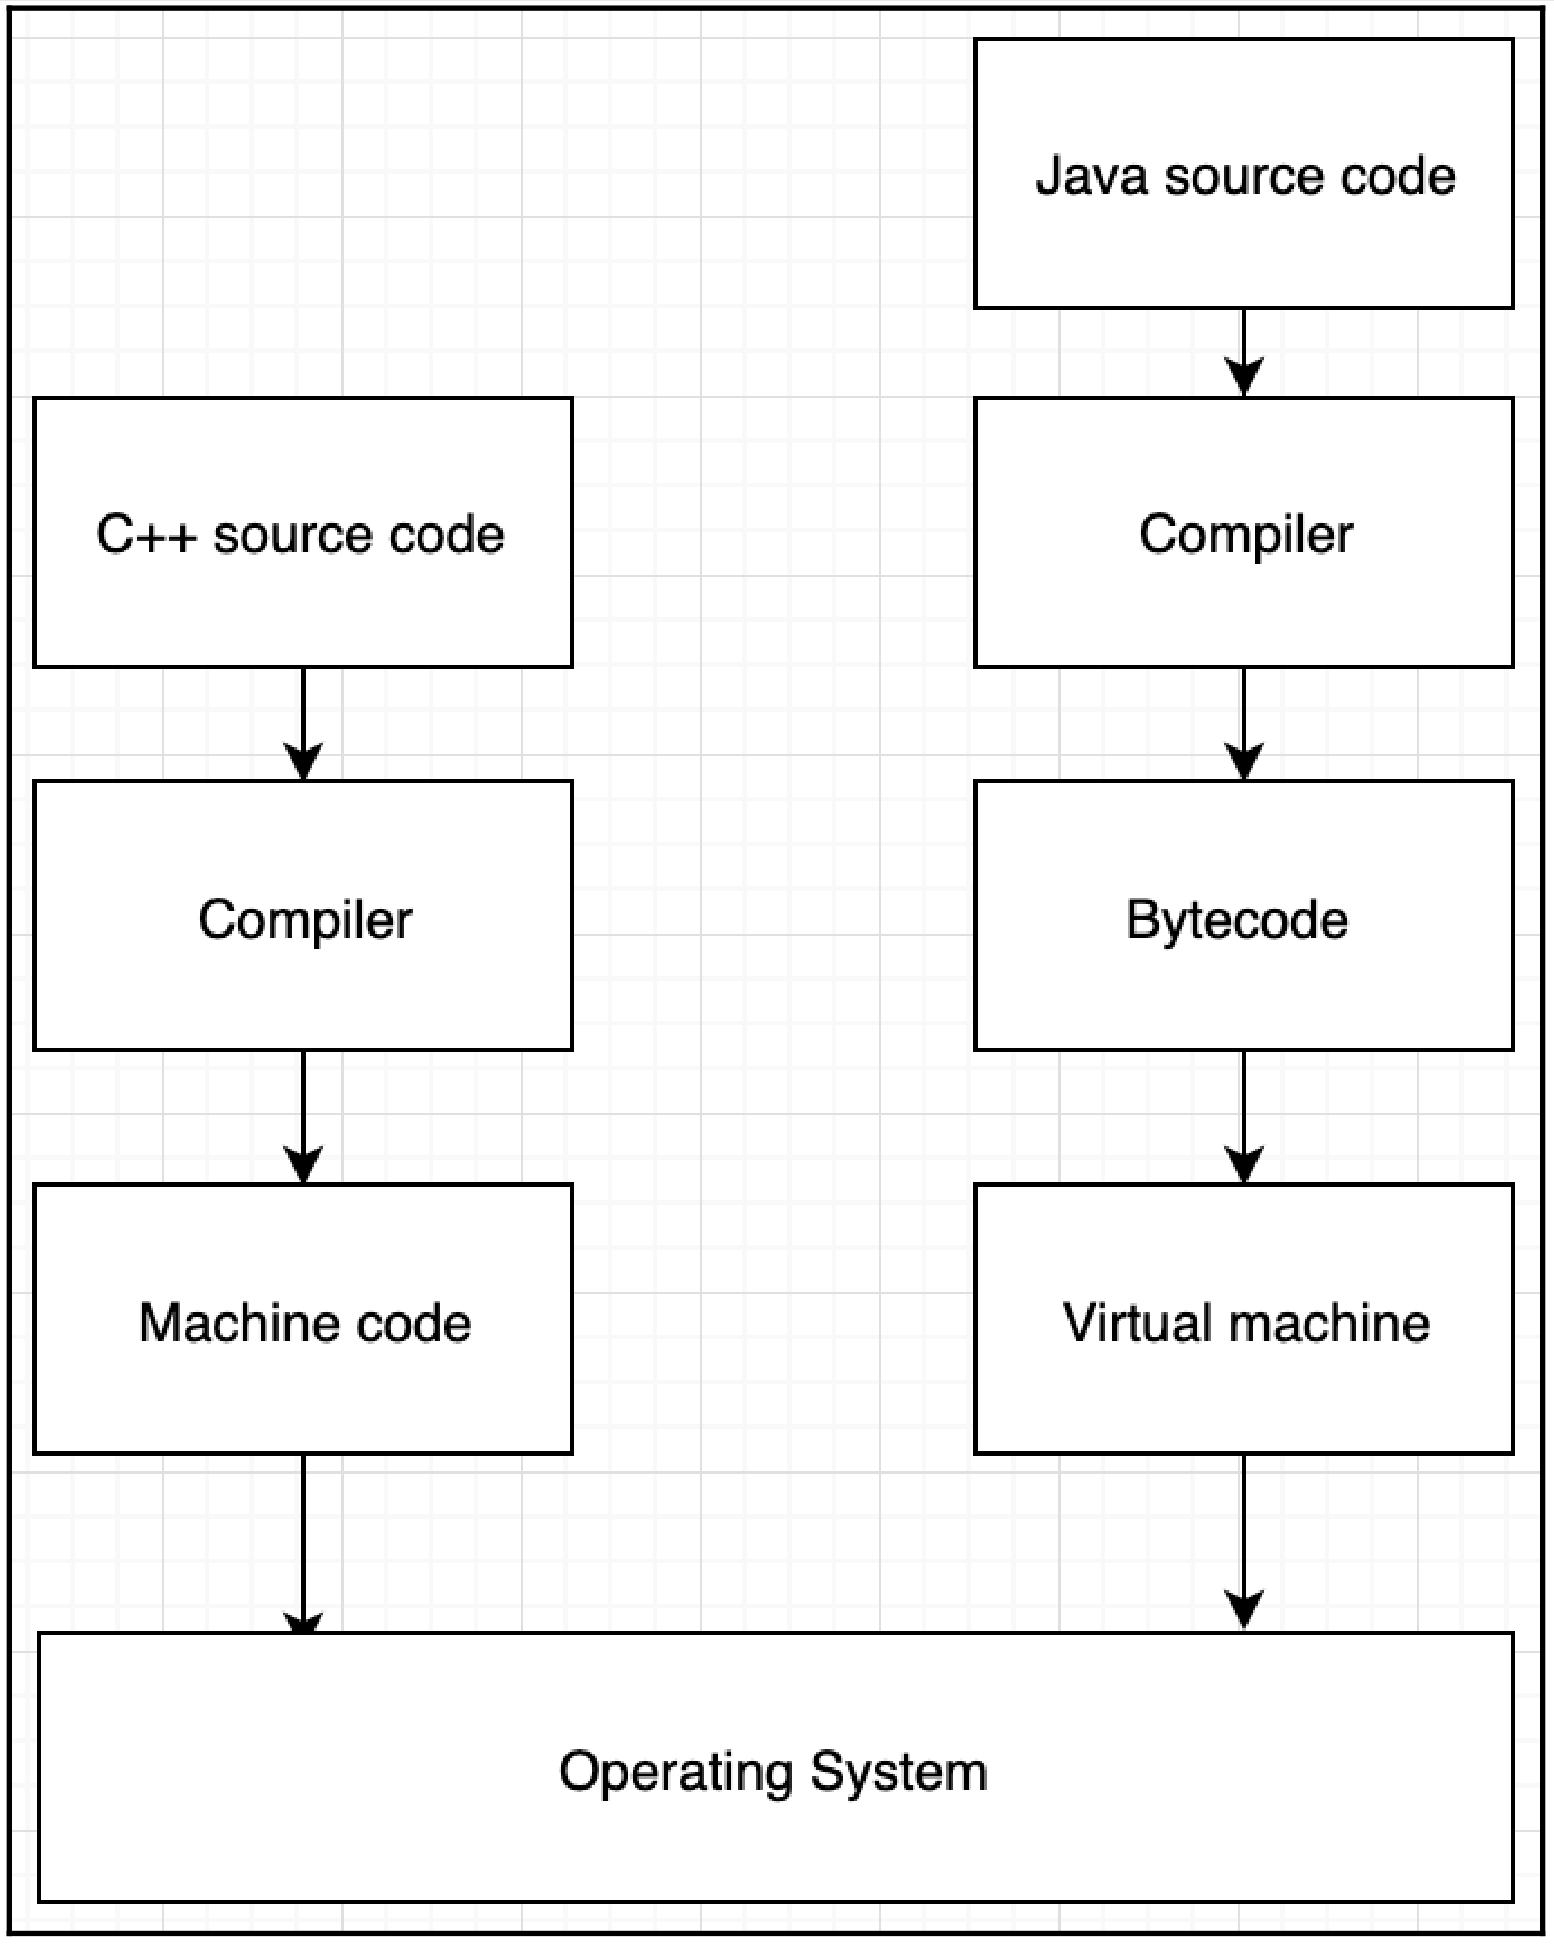 Java source code
C++ source code
Compiler
Compiler
Bytecode
Machine code
Virtual machine
Operating System